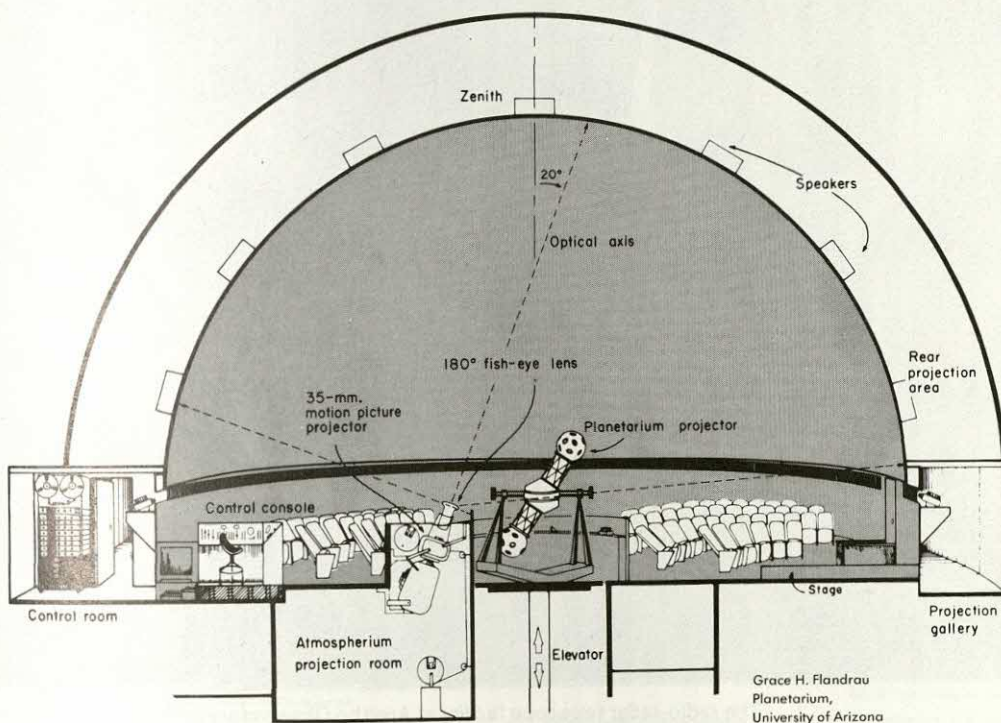 Zenith
20°
Speakers
Optical axis
180° fish-eye lens
Rear
projection
area
35-mm.
motion picture
projector
Planetarium projector
Control console
Stage
Control room
Projection
gallery
Atmospherium
projection room
Elevator
Grace H. Flandrau
Planetarium,
University of Arizona